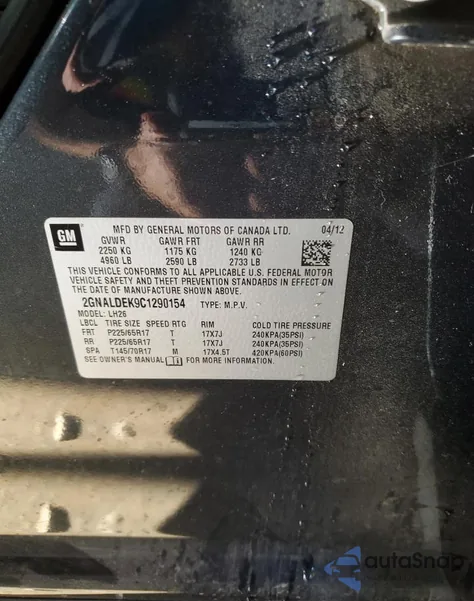 GM
MFD BY GENERAL MOTORS OF CANADA LTD. 04/12
GVWR GAWR FRT GAWR RR
2250 KG 1175 KG 1240 KG
4960 LB 2590 LB 2733 LB
THIS VEHICLE CONFORMS TO ALL APPLICABLE U.S. FEDERAL MOTOR
VEHICLE SAFETY AND THEFT PREVENTION STANDARDS IN EFFECT ON
THE DATE OF MANUFACTURE SHOWN ABOVE.
2GNALDEK9C1290154 TYPE: M.P.V.
MODEL: LH26
LBCL TIRE SIZE SPEED RTG RIM COLD TIRE PRESSURE
FRT P225/65R17 T 17X7J 240KPA(35PSI)
RR P225/65R17 T 17X7J 240KPA(35PSI)
SPA T145/70R17 M 17X4.5T 420KPA(60PSI)
SEE OWNER'S MANUAL FOR MORE INFORMATION
autoSnap